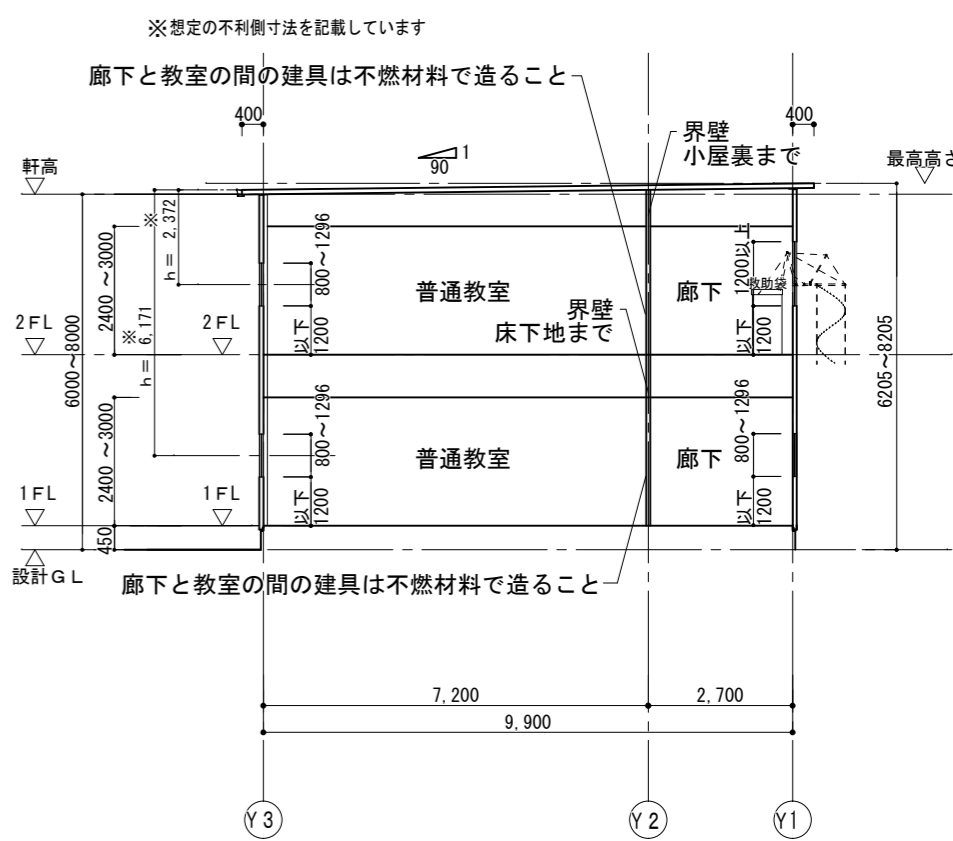 ※想定の不利側寸法を記載しています
廊下と教室の間の建具は不燃材料で造ること
400
400
1
90
界壁
小屋裏まで
軒高
最高高さ
※
h= 2,372
※
h= 6,171
2400 ~3000
6000~8000
800~1296
以下
1200
普通教室
界壁
床下地まで
廊下
1200以上
救助袋
以下
1200
6205~8205
2FL
2FL
2400 ~3000
800~1296
以下
1200
普通教室
廊下
800~1296
以下
1200
1FL
1FL
450
設計GL
廊下と教室の間の建具は不燃材料で造ること
7,200
2,700
9,900
Y3
Y2
Y1